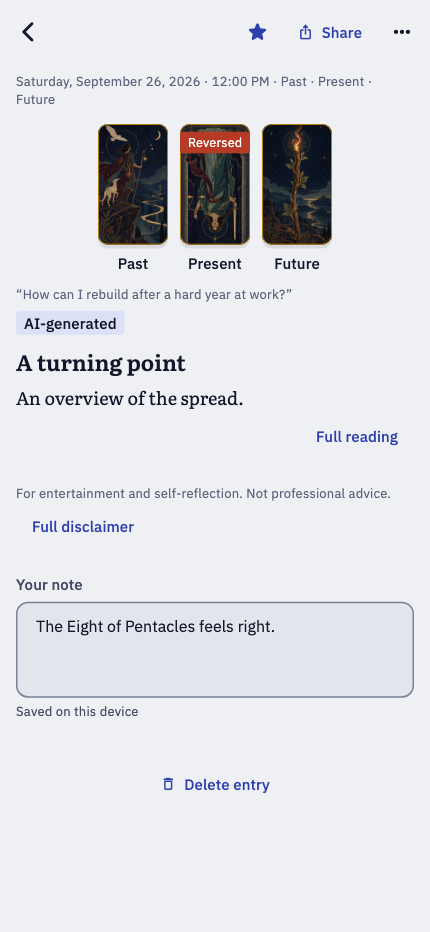 Share
Saturday, September 26, 2026 · 12:00 PM · Past · Present ·
Future
Reversed
Past
Present
Future
“How can I rebuild after a hard year at work?”
AI-generated
A turning point
An overview of the spread.
Full reading
For entertainment and self-reflection. Not professional advice.
Full disclaimer
Your note
The Eight of Pentacles feels right.
Saved on this device
Delete entry